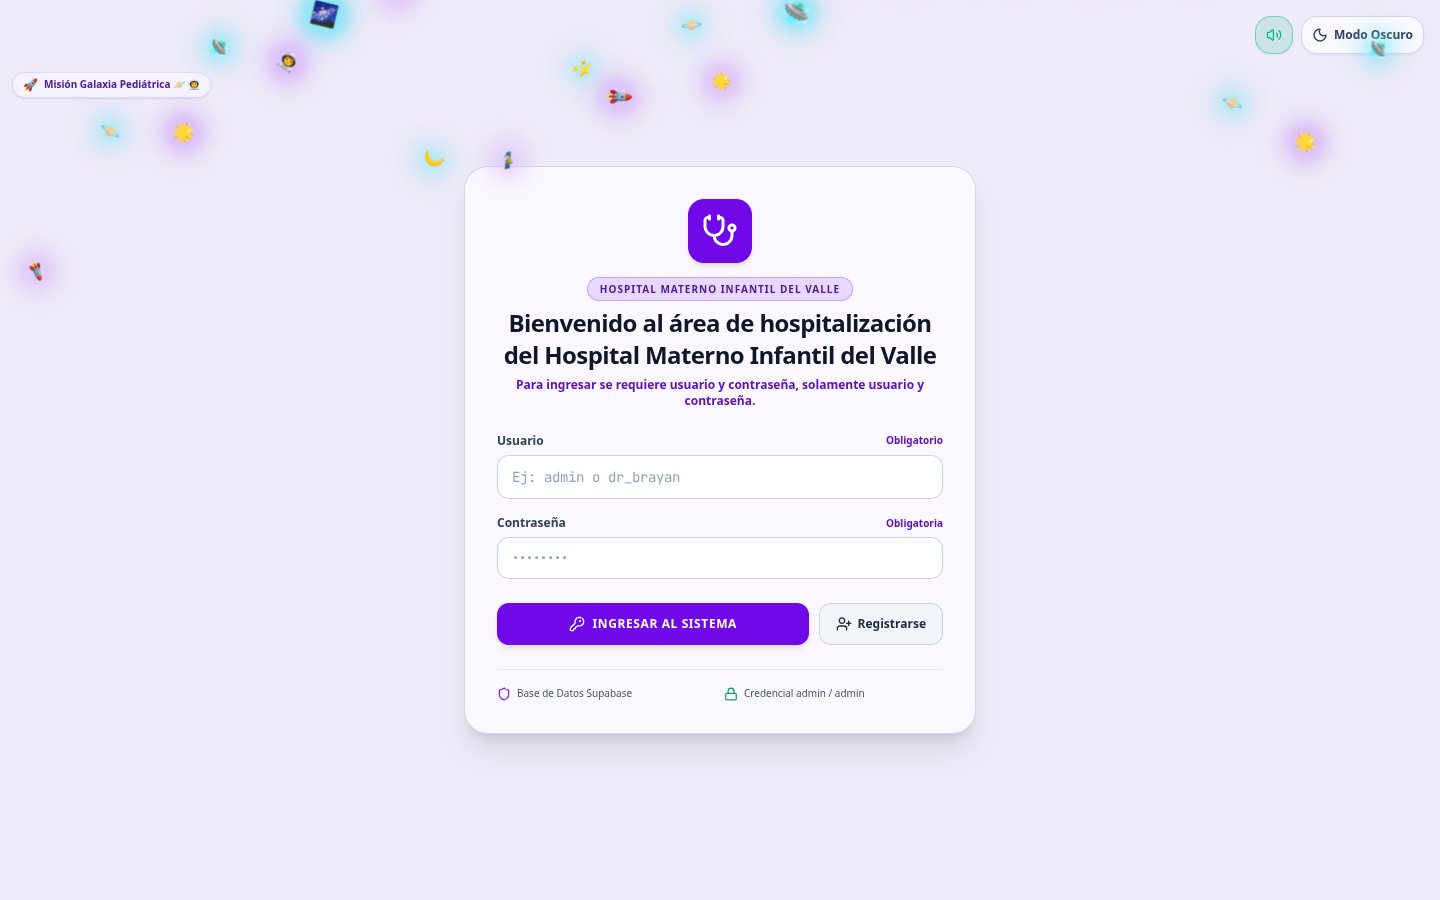 Modo Oscuro
Misión Galaxia Pediátrica
HOSPITAL MATERNO INFANTIL DEL VALLE
Bienvenido al área de hospitalización
del Hospital Materno Infantil del Valle
Para ingresar se requiere usuario y contraseña, solamente usuario y
contraseña.
Usuario
Obligatorio
Ej: admin o dr_brayan
Contraseña
Obligatoria
••••••••
INGRESAR AL SISTEMA
Registrarse
Base de Datos Supabase
Credencial admin / admin